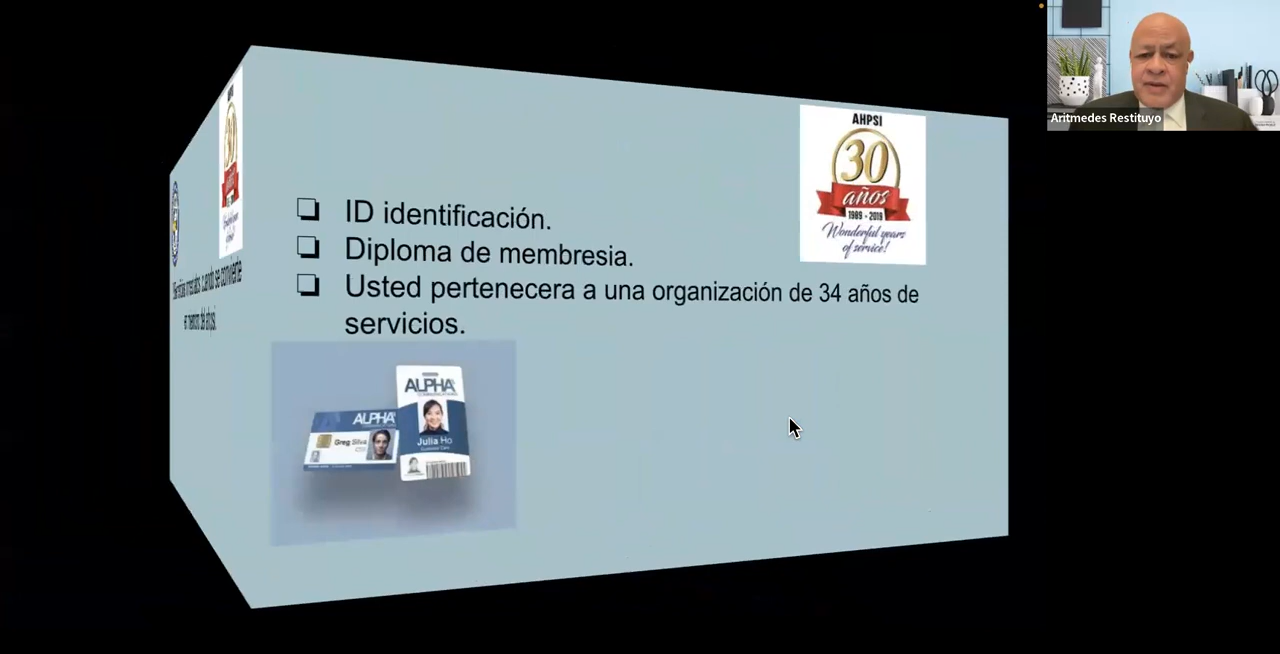 AHPSI
30
años
1989 - 2019
Wonderful years
of service!
ID identificación.
Diploma de membresia.
Usted pertenecera a una organización de 34 años de
servicios.
ALPHA
Julia Ho
ALPHA
Greg Silva
30
Aritmedes Restituyo